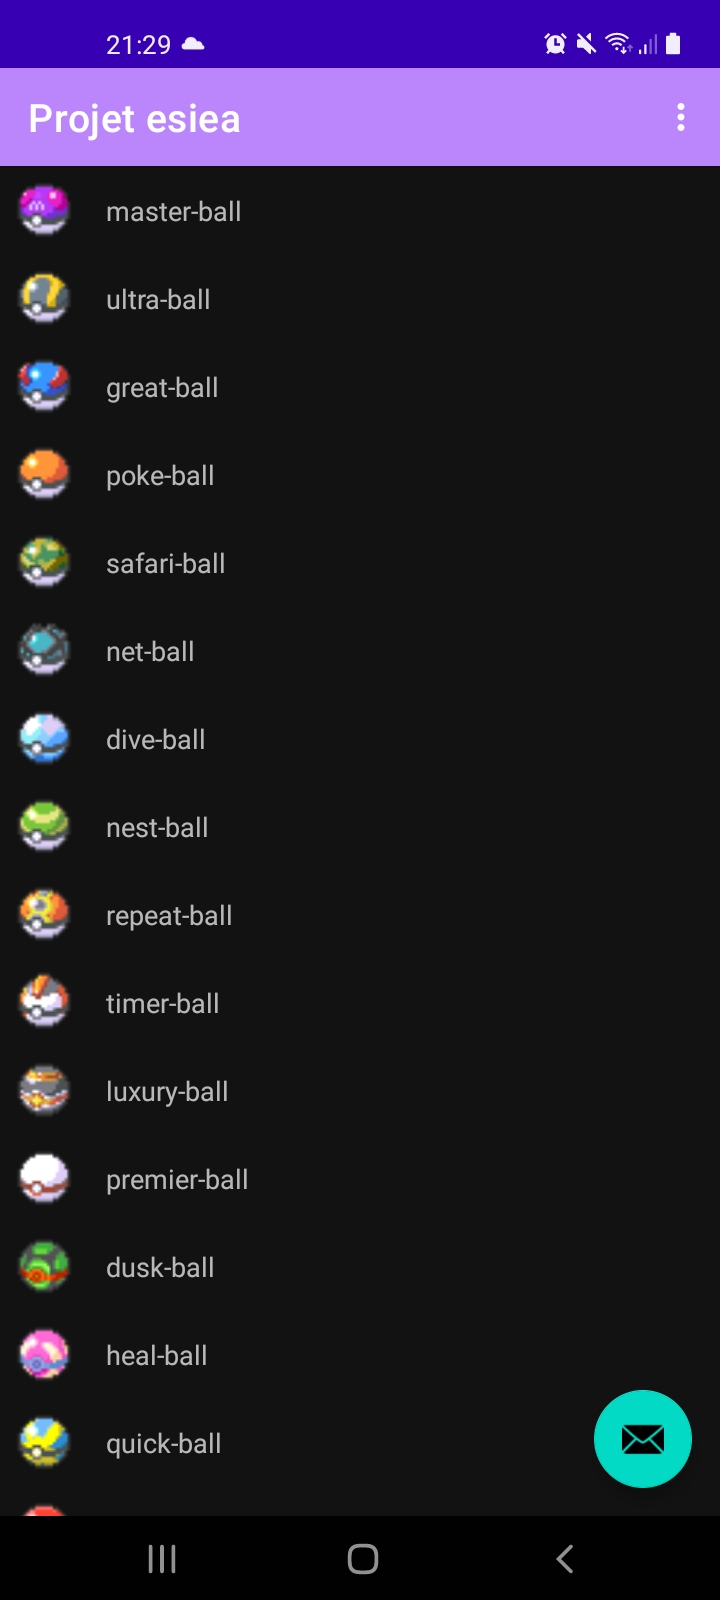 21:29
Projet esiea
master-ball
ultra-ball
great-ball
poke-ball
safari-ball
net-ball
dive-ball
nest-ball
repeat-ball
timer-ball
luxury-ball
premier-ball
dusk-ball
heal-ball
quick-ball